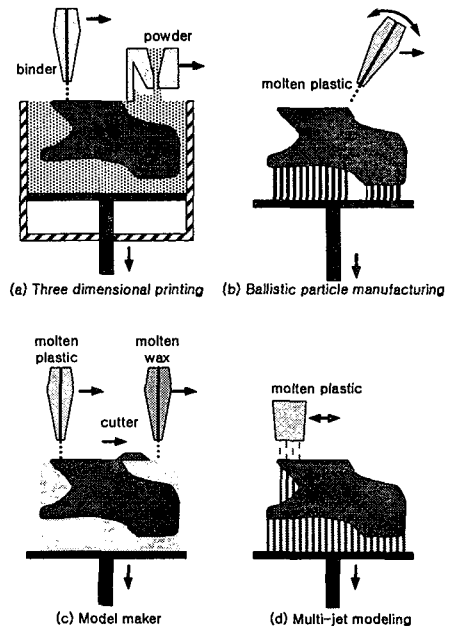 powder
binder
(a) Three dimensional printing
molten plastic
(b) Ballistic particle manufacturing
molten
plastic
molten
wax
cutter
(c) Model maker
molten plastic
(d) Multi-jet modeling